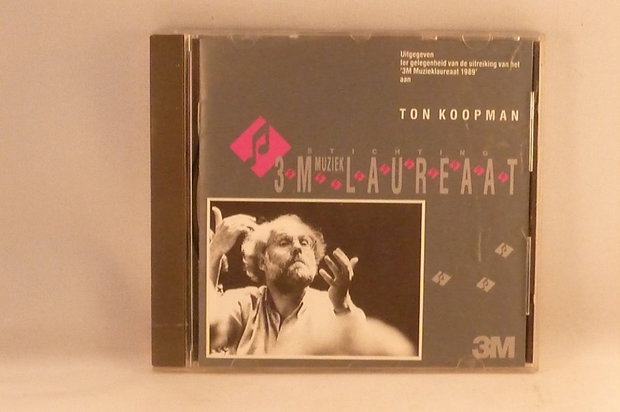 Uitgegeven
ter gelegenheid van de uitreiking van het
'3M Muzieklaureaat 1989'
aan
TON KOOPMAN
STICHTING
3M MUZIEK LAUREAAT
3M